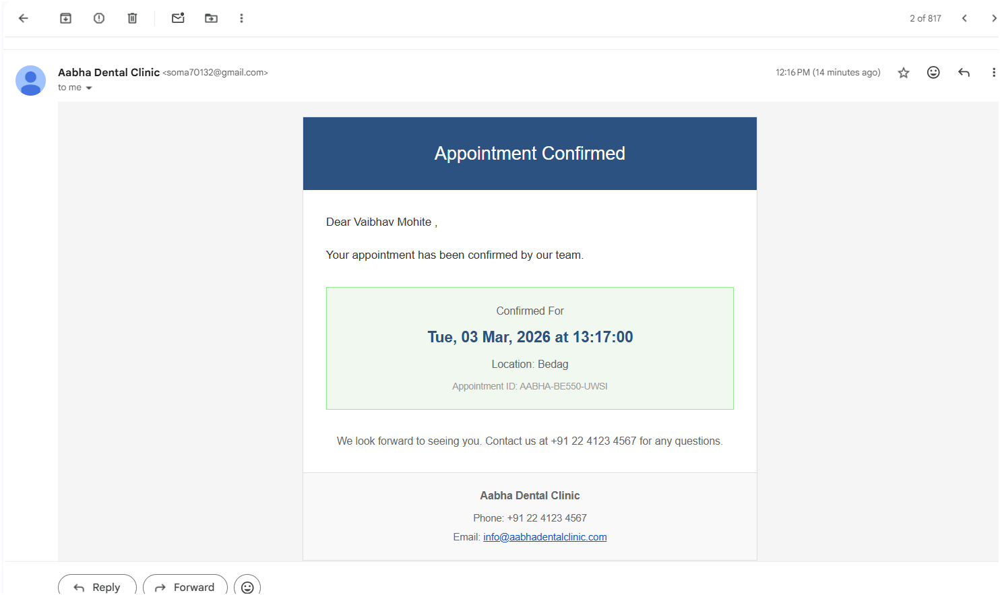 2 of 817
Aabha Dental Clinic <soma70132@gmail.com>
12:16 PM (14 minutes ago)
to me
Appointment Confirmed
Dear Vaibhav Mohite ,
Your appointment has been confirmed by our team.
Confirmed For
Tue, 03 Mar, 2026 at 13:17:00
Location: Bedag
Appointment ID: AABHA-BE550-UWSI
We look forward to seeing you. Contact us at +91 22 4123 4567 for any questions.
Aabha Dental Clinic
Phone: +91 22 4123 4567
Email: info@aabhadentalclinic.com
Reply
Forward